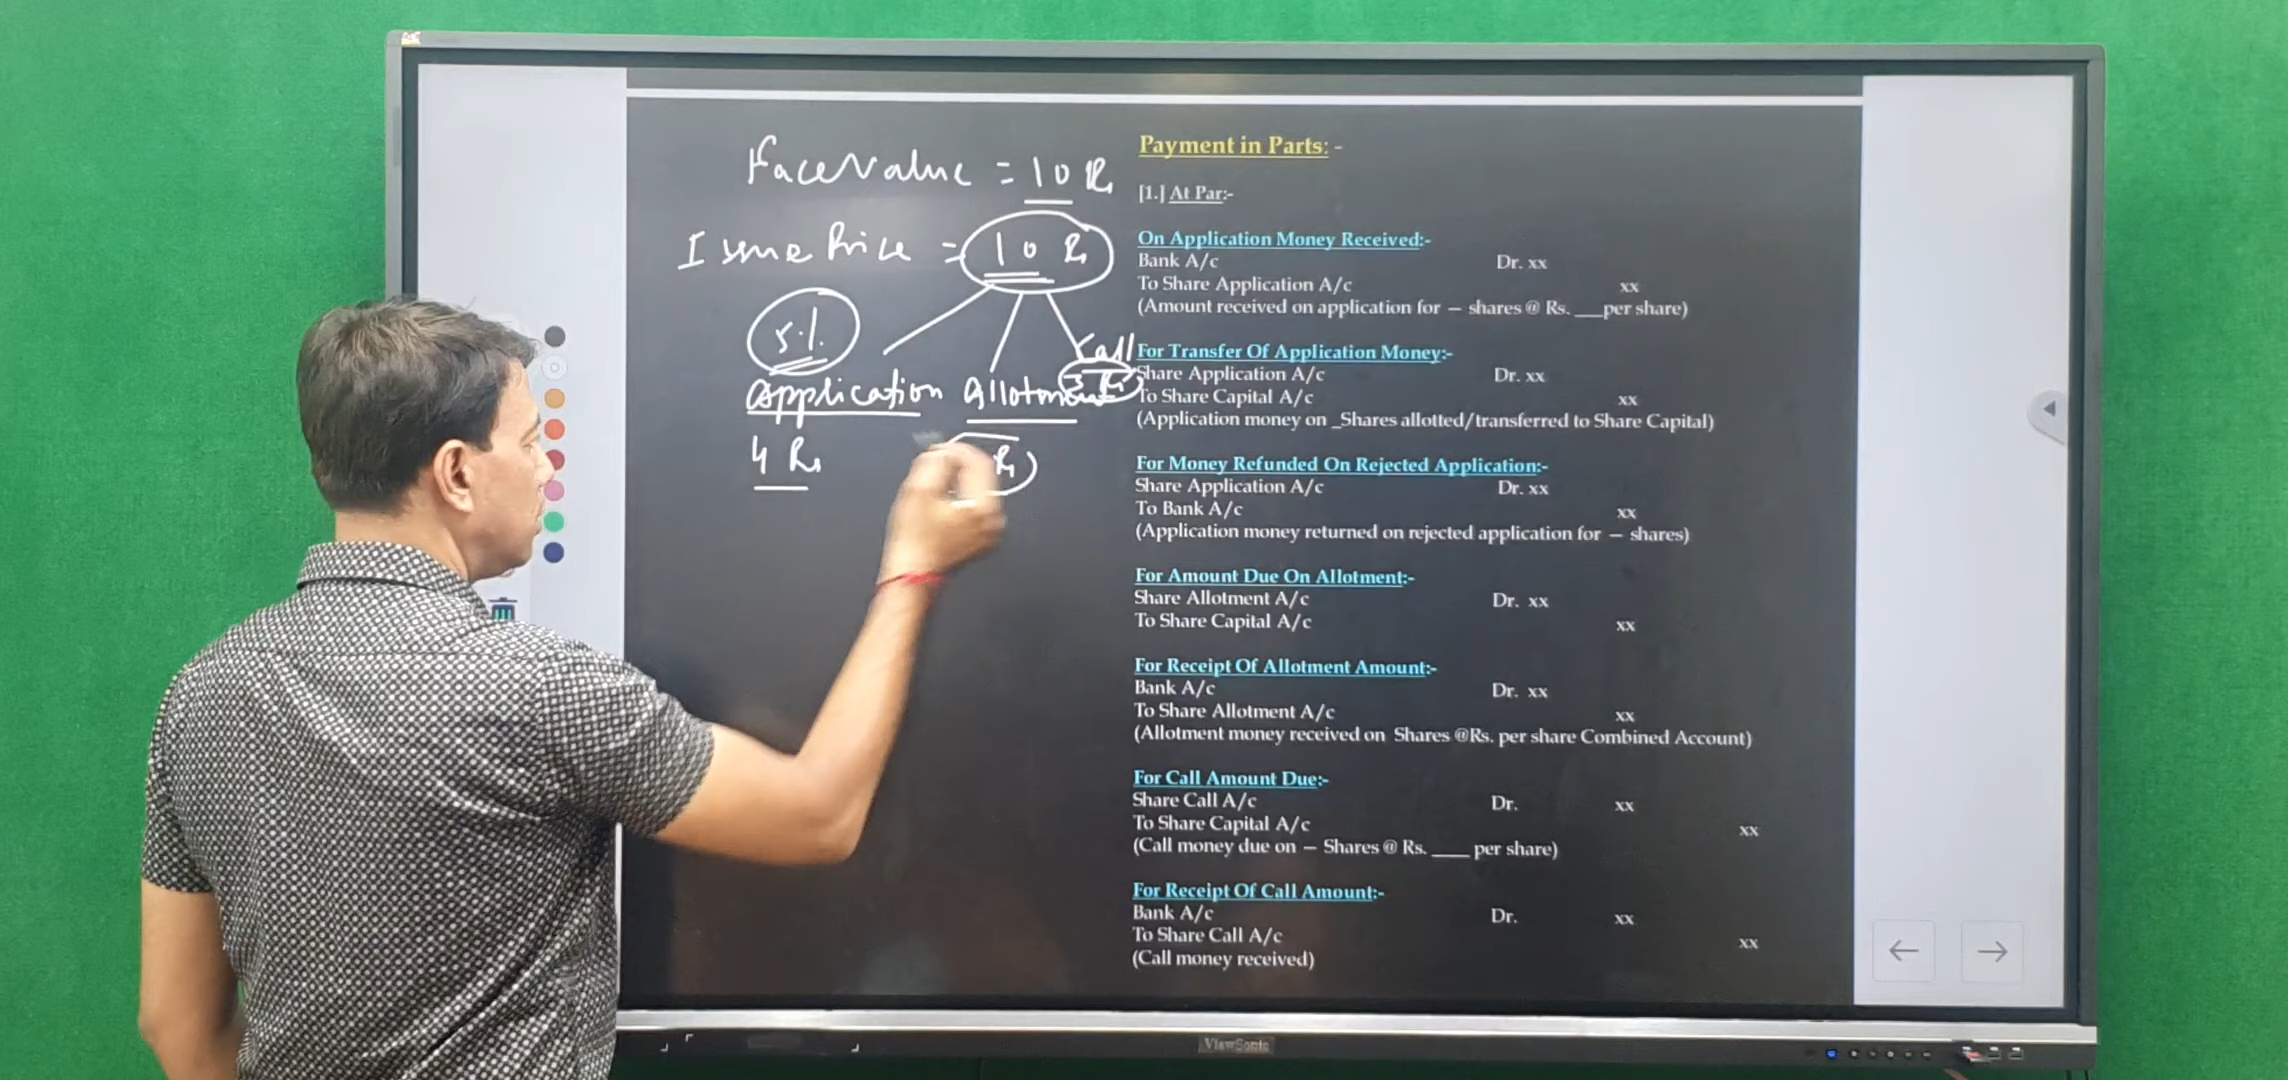 Face Value = 10 Rs
Issue Price = 10 Rs
5%
Call
Application Allotment 3 Rs
4 Rs Rs
Payment in Parts: -
[1.] At Par:-
On Application Money Received:-
Bank A/c Dr. xx
To Share Application A/c xx
(Amount received on application for – shares @ Rs. ___per share)
For Transfer Of Application Money:-
Share Application A/c Dr. xx
To Share Capital A/c xx
(Application money on _Shares allotted/transferred to Share Capital)
For Money Refunded On Rejected Application:-
Share Application A/c Dr. xx
To Bank A/c xx
(Application money returned on rejected application for – shares)
For Amount Due On Allotment:-
Share Allotment A/c Dr. xx
To Share Capital A/c xx
For Receipt Of Allotment Amount:-
Bank A/c Dr. xx
To Share Allotment A/c xx
(Allotment money received on Shares @Rs. per share Combined Account)
For Call Amount Due:-
Share Call A/c Dr. xx
To Share Capital A/c xx
(Call money due on – Shares @ Rs. ____ per share)
For Receipt Of Call Amount:-
Bank A/c Dr. xx
To Share Call A/c xx
(Call money received)
ViewSonic